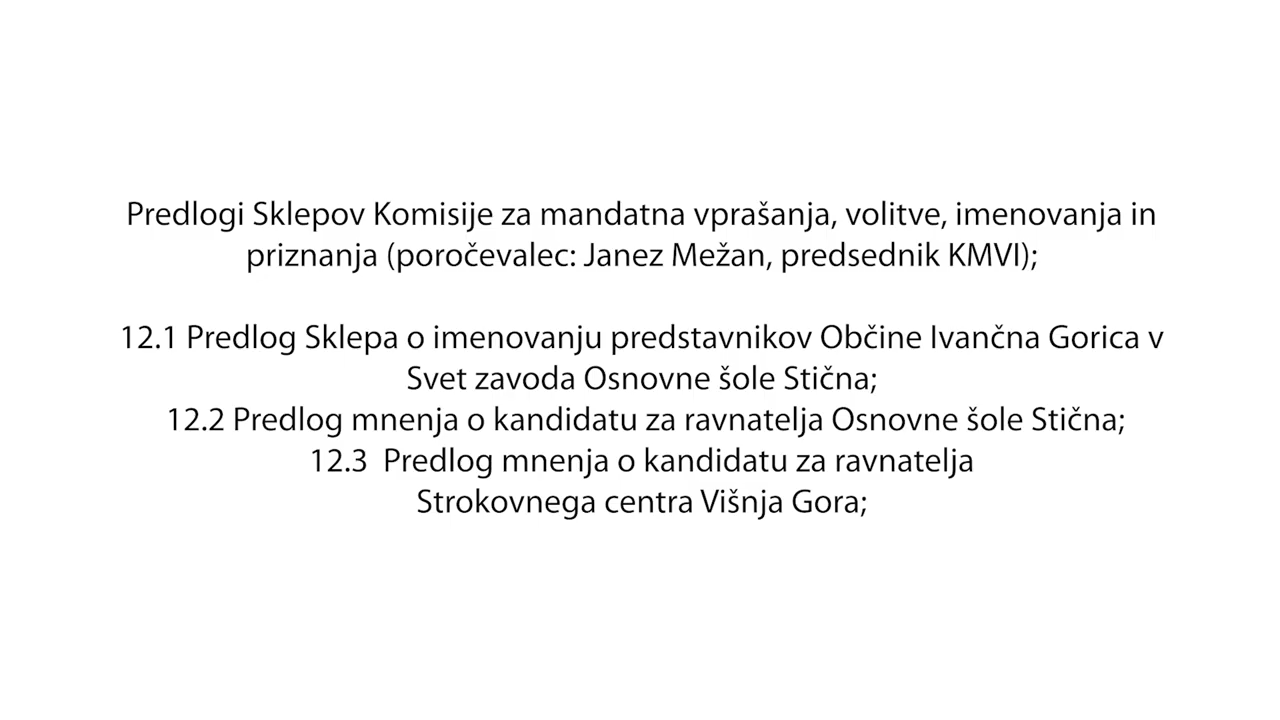 Predlogi Sklepov Komisije za mandatna vprašanja, volitve, imenovanja in
priznanja (poročevalec: Janez Mežan, predsednik KMVI);
12.1 Predlog Sklepa o imenovanju predstavnikov Občine Ivančna Gorica v
Svet zavoda Osnovne šole Stična;
12.2 Predlog mnenja o kandidatu za ravnatelja Osnovne šole Stična;
12.3  Predlog mnenja o kandidatu za ravnatelja
Strokovnega centra Višnja Gora;